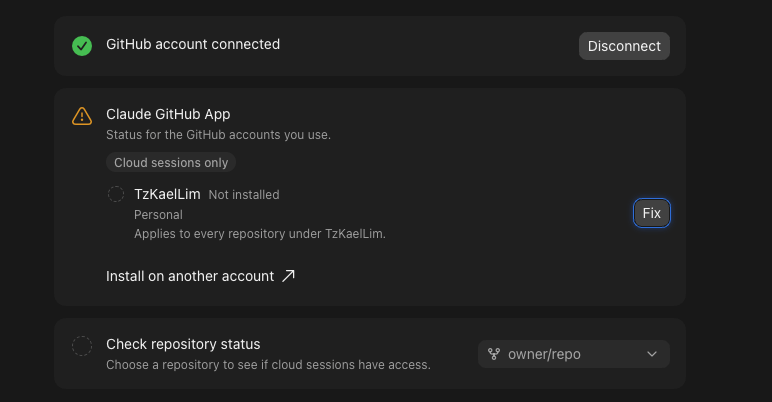 GitHub account connected
Disconnect
Claude GitHub App
Status for the GitHub accounts you use.
Cloud sessions only
TzKaelLim Not installed
Personal
Fix
Applies to every repository under TzKaelLim.
Install on another account
Check repository status
owner/repo
Choose a repository to see if cloud sessions have access.